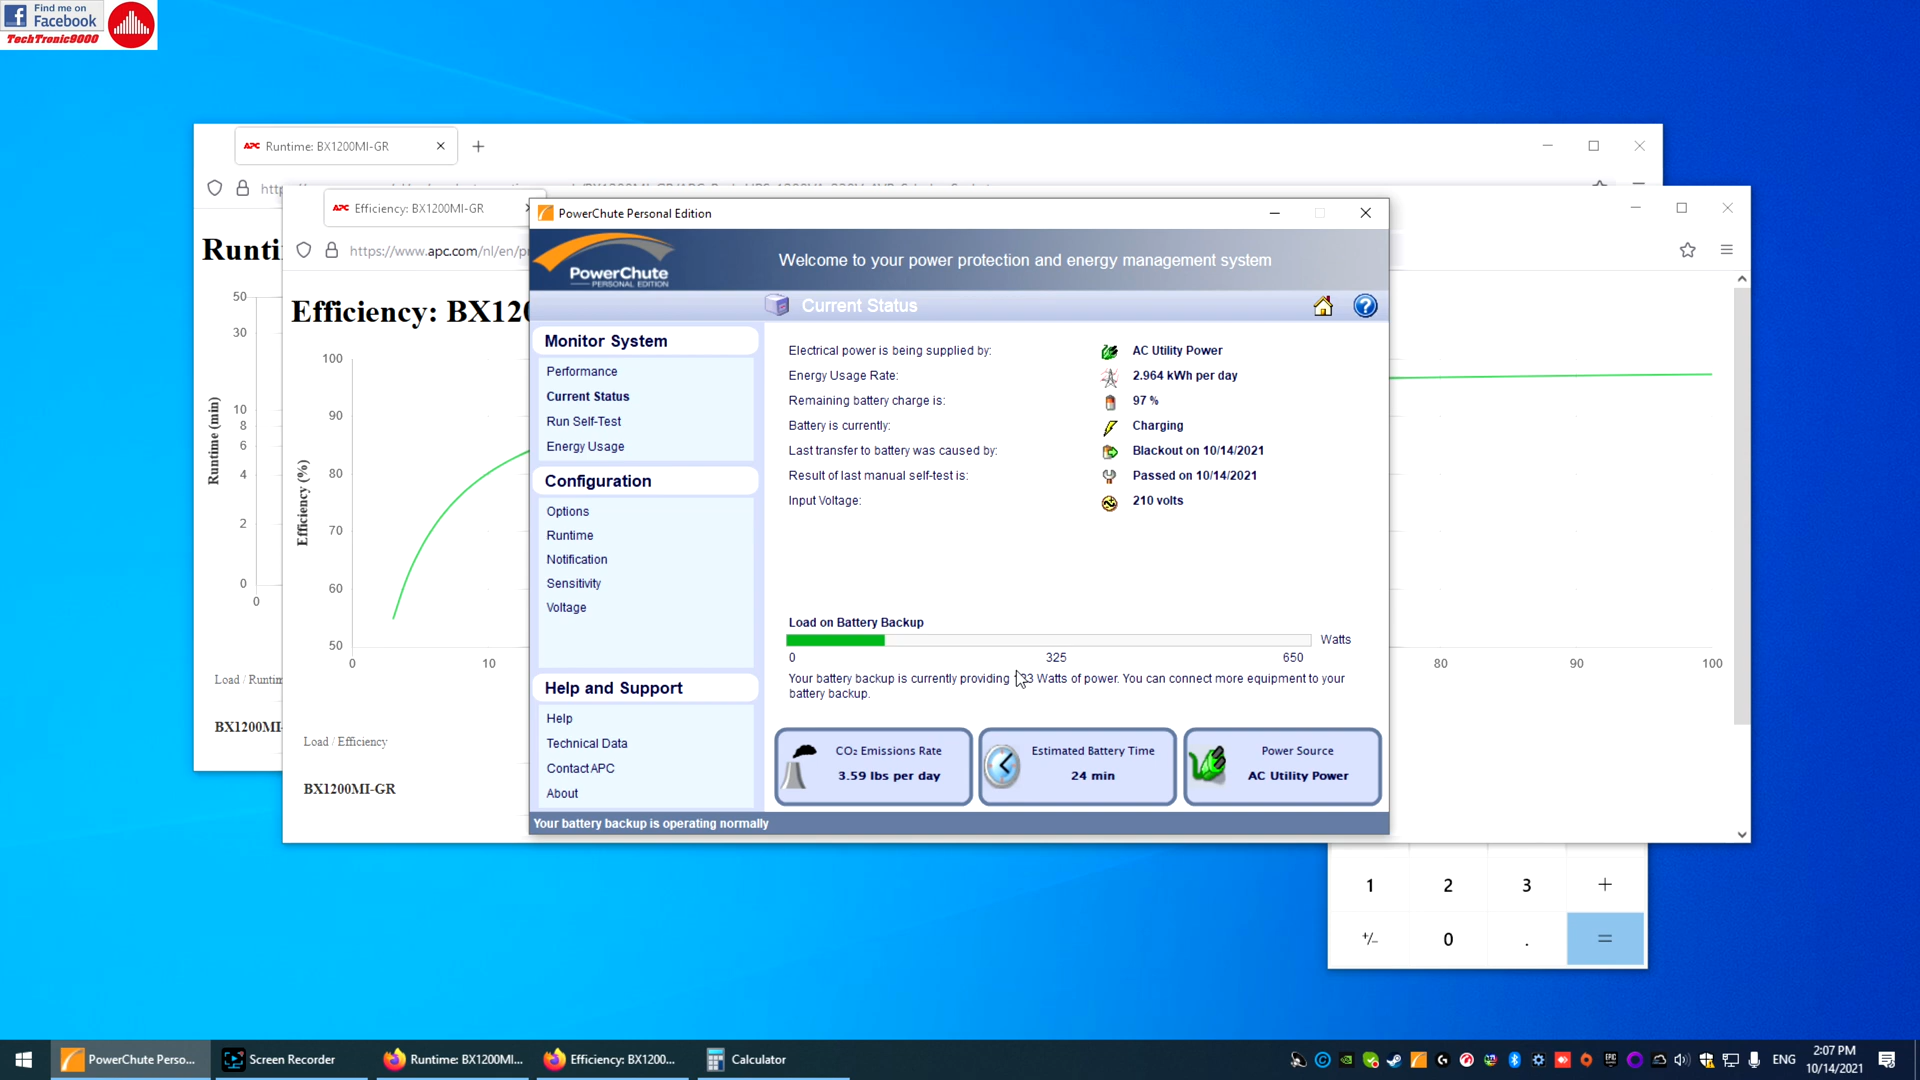 Find me on
Facebook
TechTronic9000
APC Runtime: BX1200MI-GR
APC Efficiency: BX1200MI-GR
https://www.apc.com/nl/en/pr
Runti
50
30
10
8
6
4
2
0
0
Runtime (min)
Load / Runtim
BX1200MI-
Efficiency: BX120
100
90
80
70
60
50
0
10
80
90
100
Efficiency (%)
Load / Efficiency
BX1200MI-GR
PowerChute Personal Edition
PowerChute
PERSONAL EDITION
Welcome to your power protection and energy management system
Current Status
Monitor System
Performance
Current Status
Run Self-Test
Energy Usage
Configuration
Options
Runtime
Notification
Sensitivity
Voltage
Help and Support
Help
Technical Data
Contact APC
About
Electrical power is being supplied by: AC Utility Power
Energy Usage Rate: 2.964 kWh per day
Remaining battery charge is: 97 %
Battery is currently: Charging
Last transfer to battery was caused by: Blackout on 10/14/2021
Result of last manual self-test is: Passed on 10/14/2021
Input Voltage: 210 volts
Load on Battery Backup
Watts
0 325 650
Your battery backup is currently providing Watts of power. You can connect more equipment to your
battery backup.
CO₂ Emissions Rate
3.59 lbs per day
Estimated Battery Time
24 min
Power Source
AC Utility Power
Your battery backup is operating normally
1 2 3 +
+/- 0 . =
PowerChute Perso...
Screen Recorder
Runtime: BX1200MI...
Efficiency: BX1200...
Calculator
ENG
2:07 PM
10/14/2021